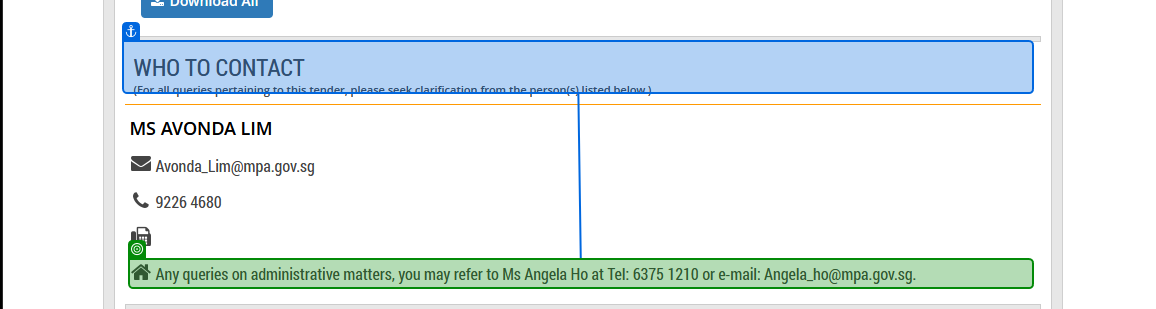 Download All
WHO TO CONTACT
(For all queries pertaining to this tender, please seek clarification from the person(s) listed below.)
MS AVONDA LIM
Avonda_Lim@mpa.gov.sg
9226 4680
Any queries on administrative matters, you may refer to Ms Angela Ho at Tel: 6375 1210 or e-mail: Angela_ho@mpa.gov.sg.